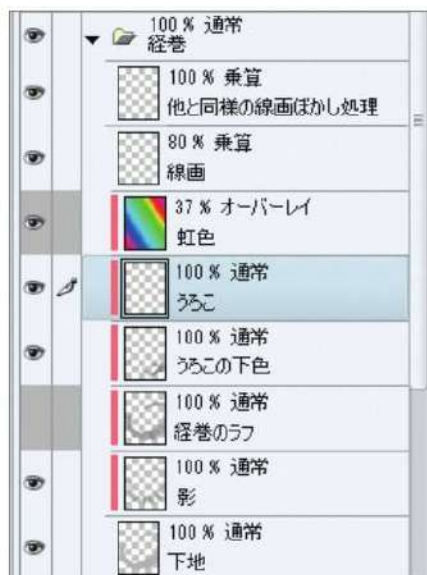 100 % 通常
経巻
100 % 乗算
他と同様の線画ぼかし処理
80 % 乗算
線画
37 % オーバーレイ
虹色
100 % 通常
うろこ
100 % 通常
うろこの下色
100 % 通常
経巻のラフ
100 % 通常
影
100 % 通常
下地